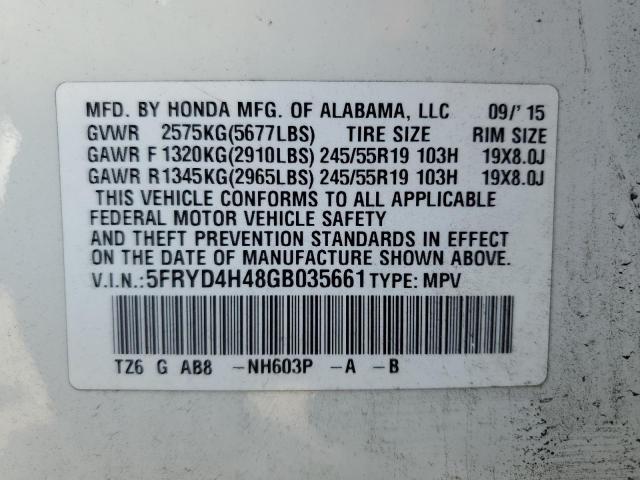 MFD. BY HONDA MFG. OF ALABAMA, LLC 09/'15
GVWR 2575KG(5677LBS) TIRE SIZE RIM SIZE
GAWR F 1320KG(2910LBS) 245/55R19 103H 19X8.0J
GAWR R1345KG(2965LBS) 245/55R19 103H 19X8.0J
THIS VEHICLE CONFORMS TO ALL APPLICABLE
FEDERAL MOTOR VEHICLE SAFETY
AND THEFT PREVENTION STANDARDS IN EFFECT
ON THE DATE OF MANUFACTURE SHOWN ABOVE.
V.I.N.: 5FRYD4H48GB035661 TYPE: MPV
TZ6 G AB8 -NH603P -A -B